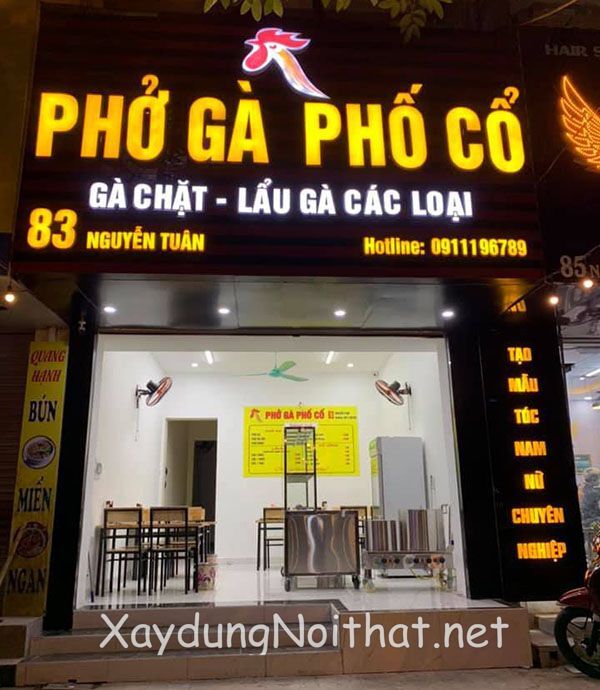 HAIR S
PHỞ GÀ PHỐ CỔ
GÀ CHẶT - LẨU GÀ CÁC LOẠI
83 NGUYỄN TUÂN
Hotline: 0911196789
85
QUANG
HANH
BÚN
MIẾN
NGAN
PHỞ GÀ PHỐ CỔ
TẠO
MẪU
TÓC
NAM
NỮ
CHUYÊN
NGHIỆP
XaydungNoithat.net